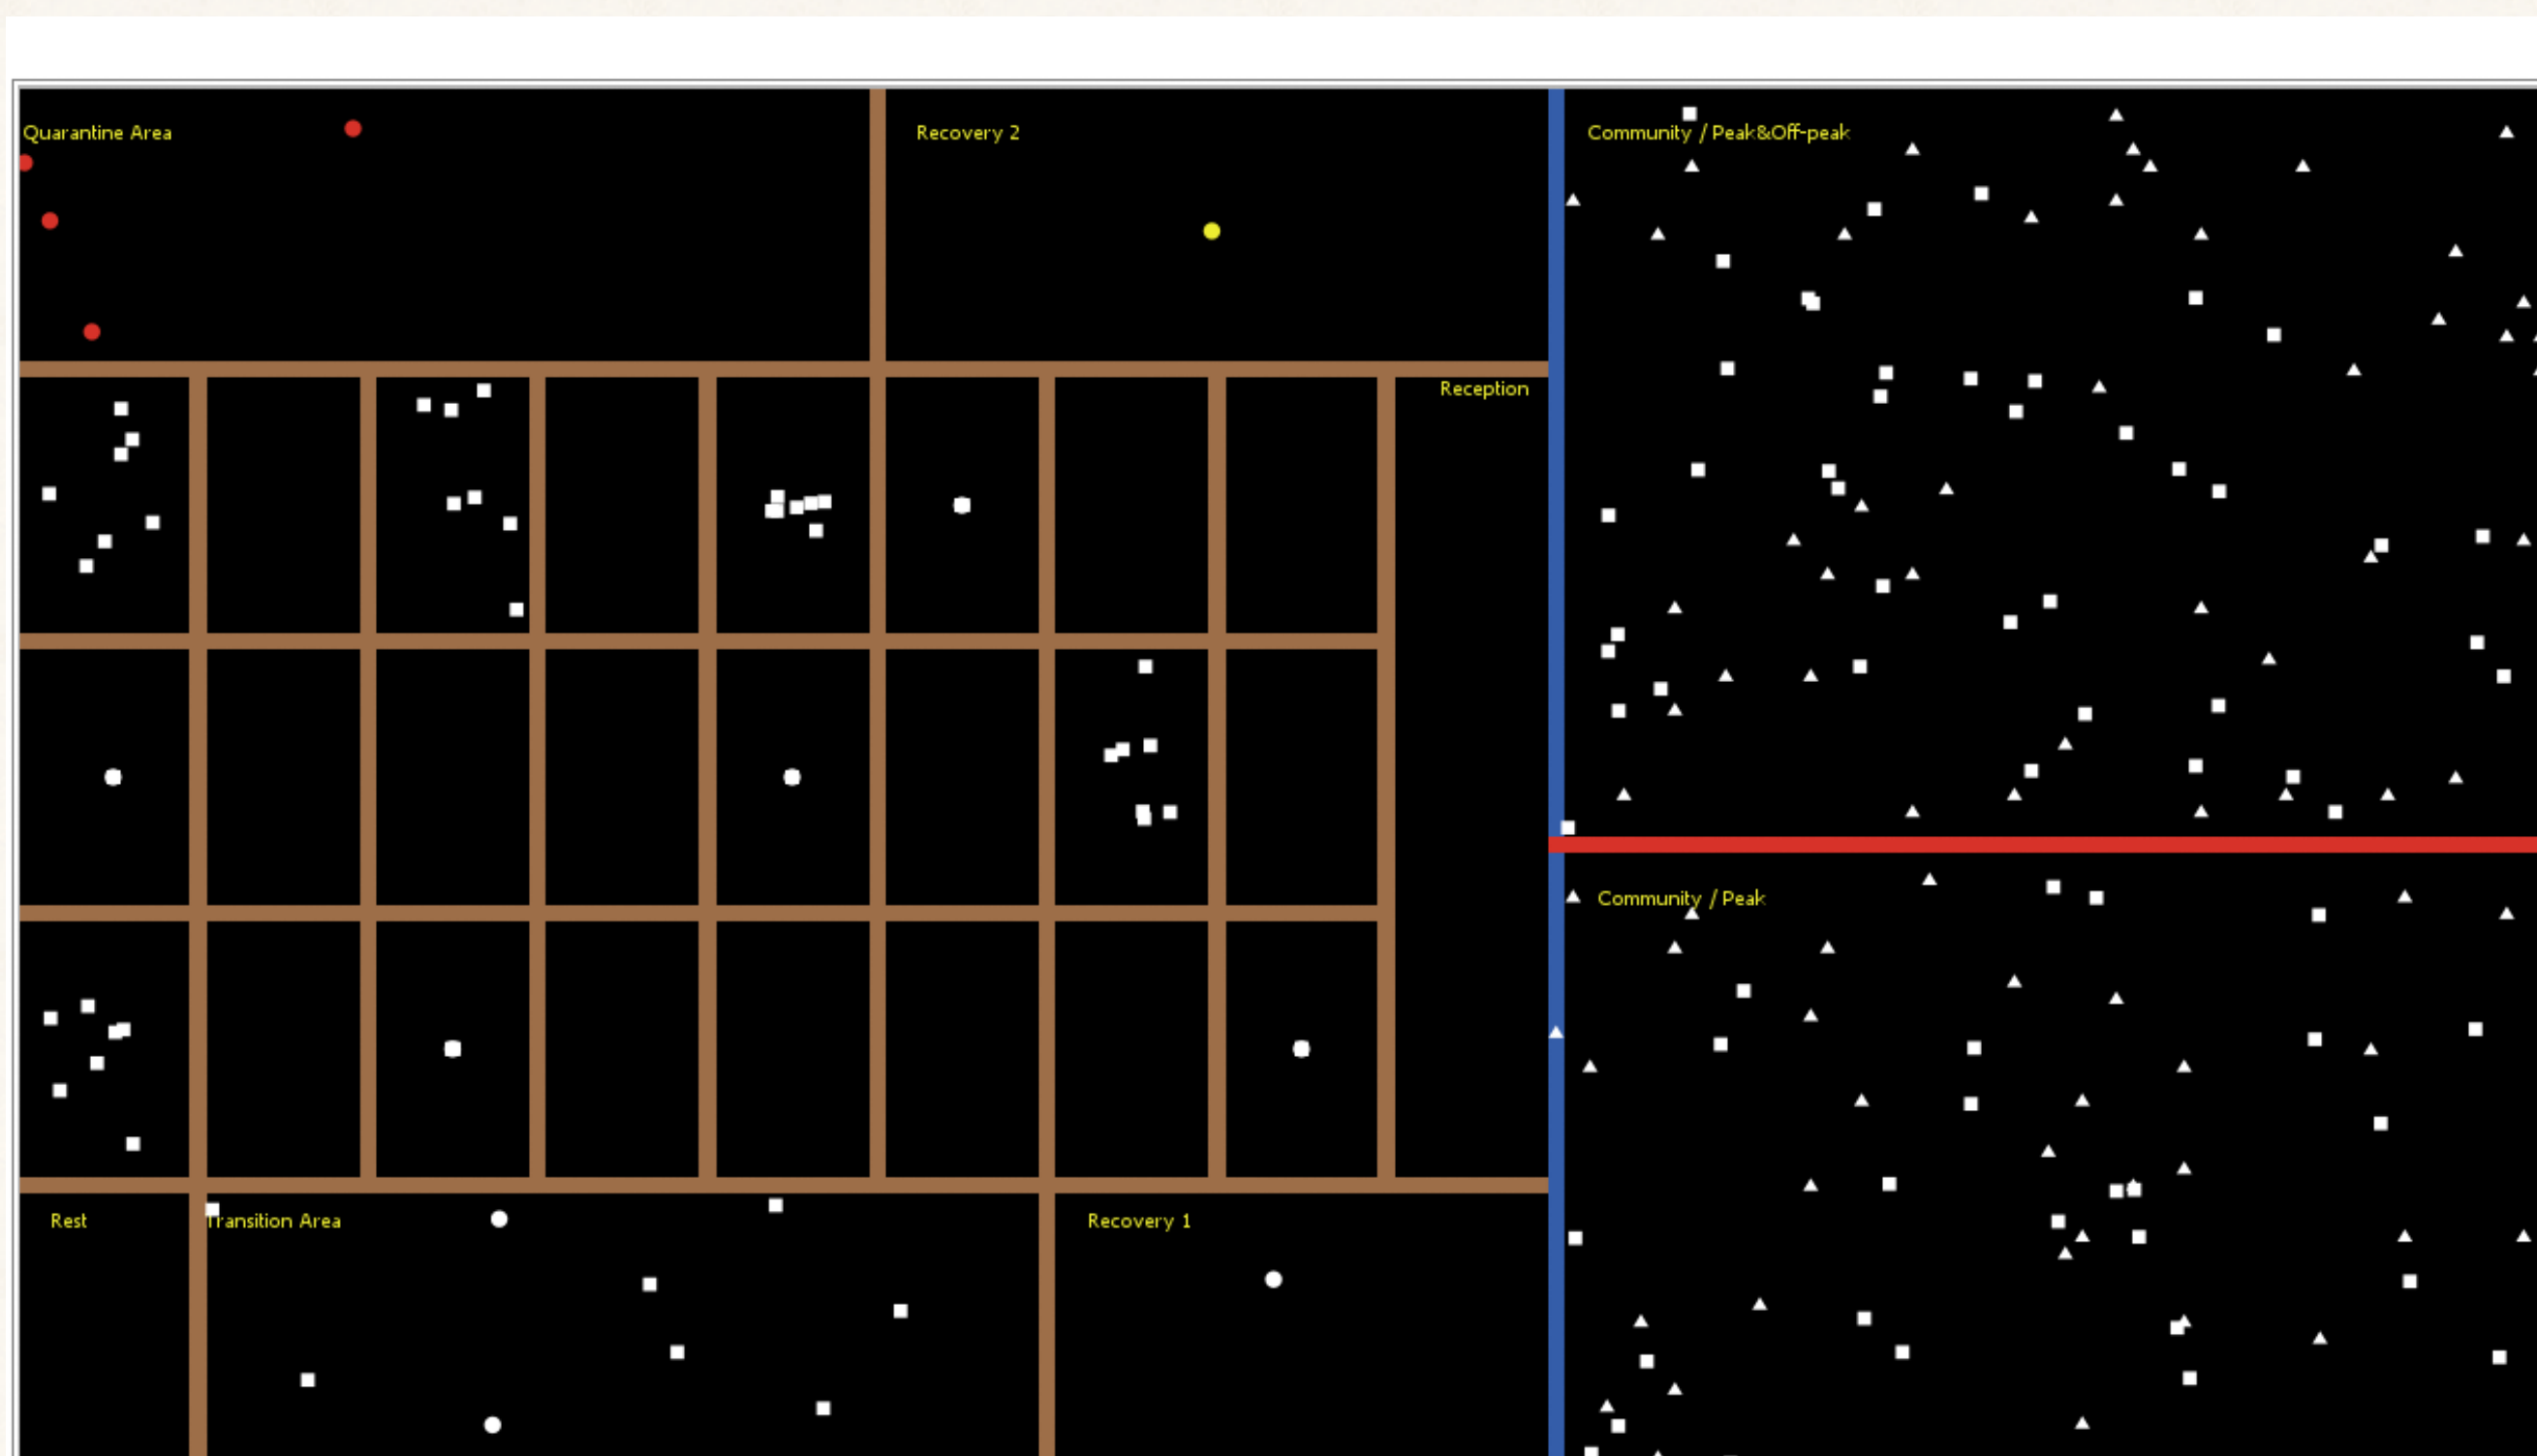 Quarantine Area
Recovery 2
Community / Peak&Off-peak
Reception
Community / Peak
Rest
Transition Area
Recovery 1